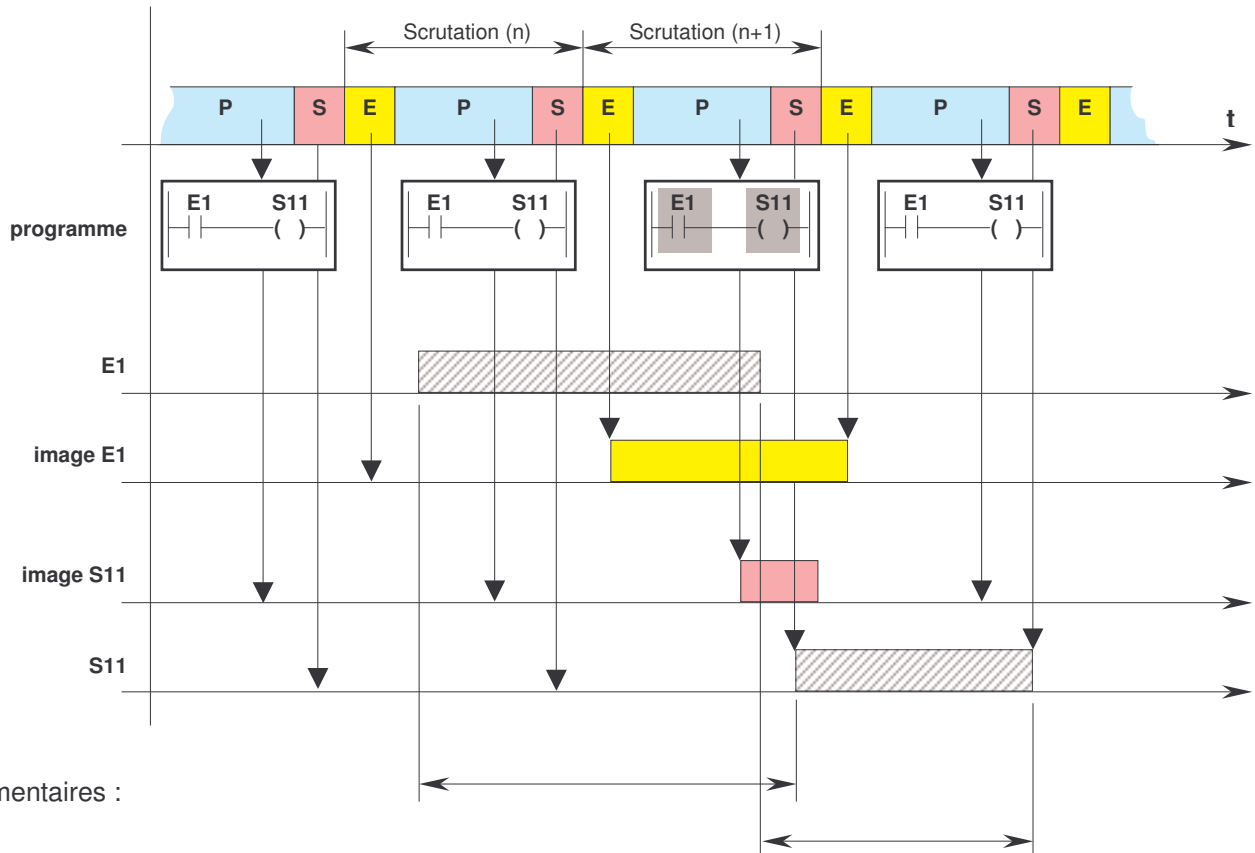 Scrutation (n) Scrutation (n+1)
P S E P S E P S E P S E
t
programme
E1 S11 E1 S11 E1 S11 E1 S11
( ) ( ) ( ) ( )
E1
image E1
image S11
S11
mentaires :